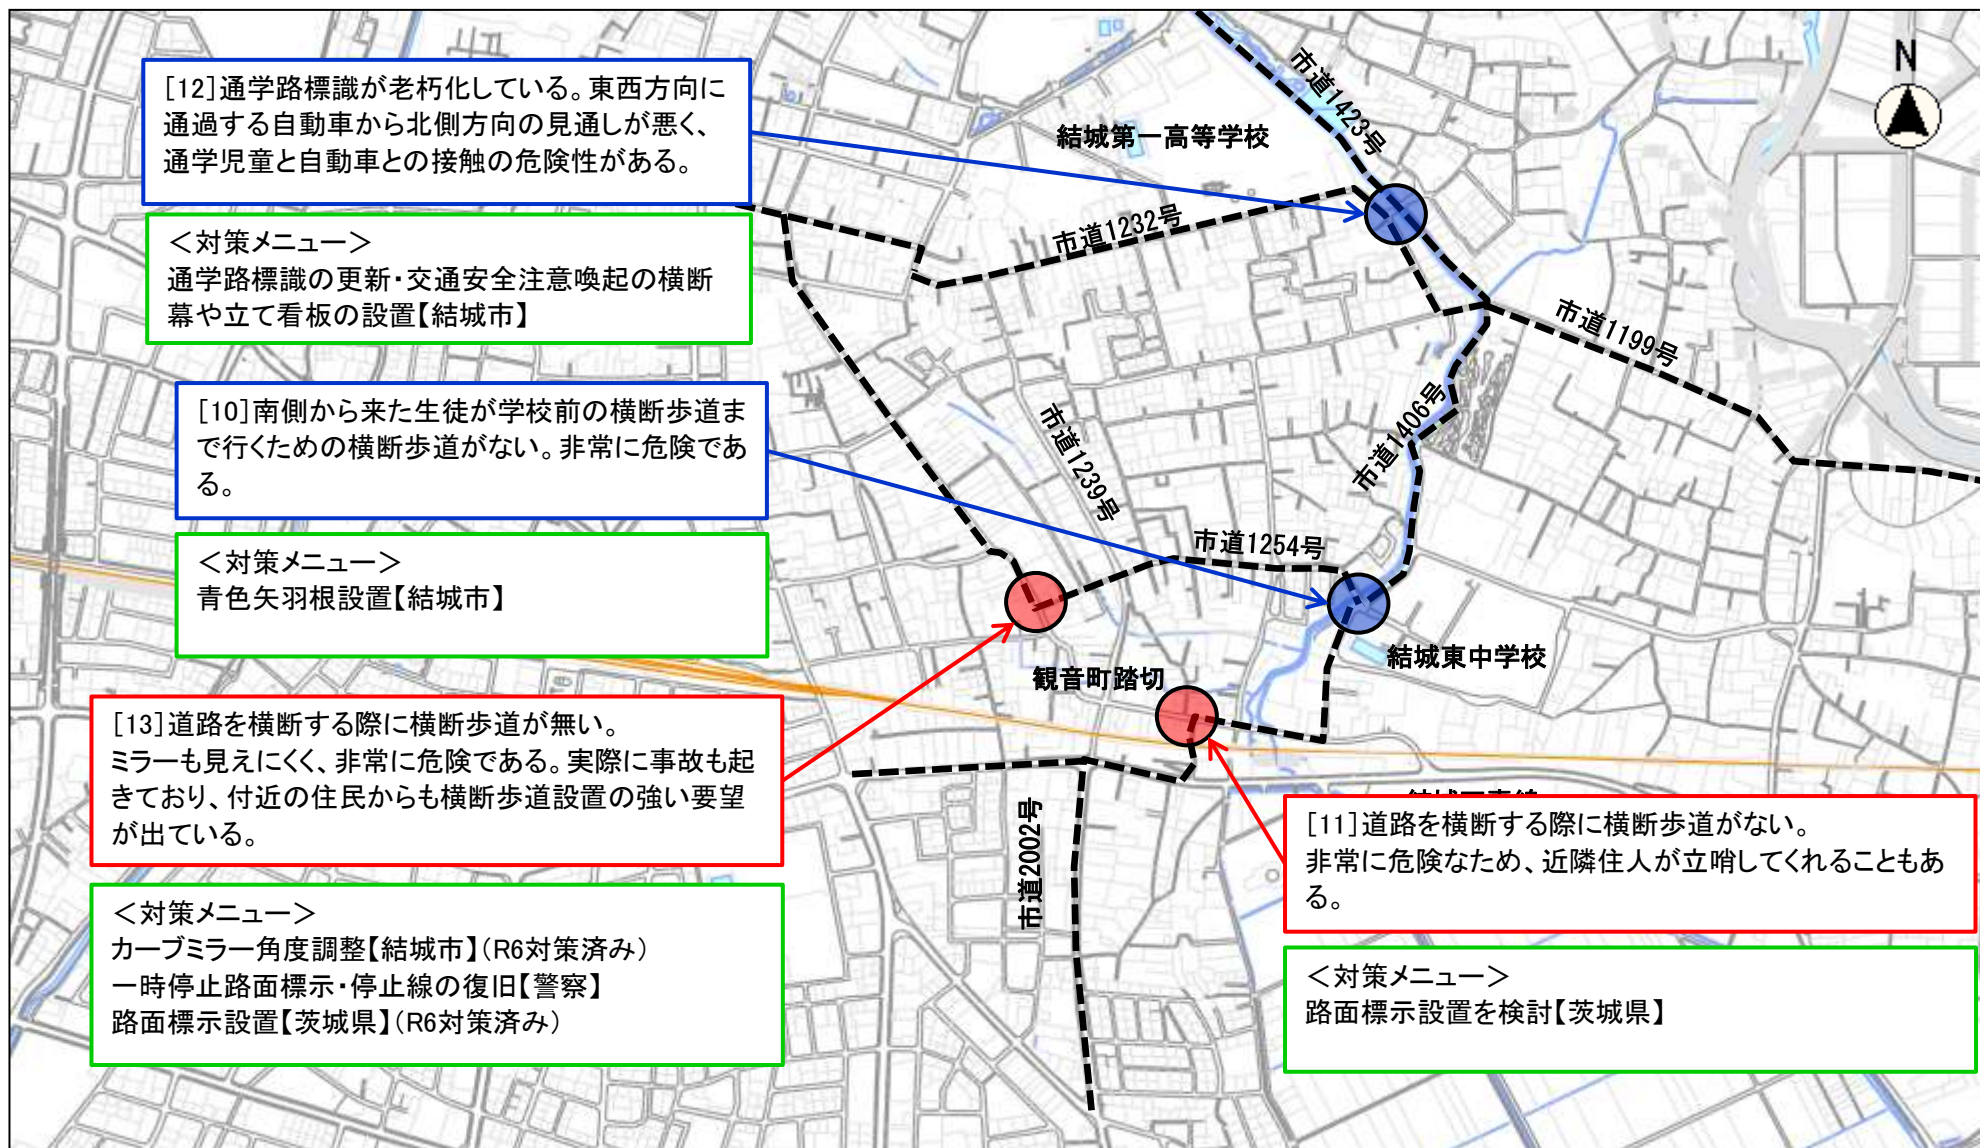 [12]通学路標識が老朽化している。東西方向に
通過する自動車から北側方向の見通しが悪く、
通学児童と自動車との接触の危険性がある。
<対策メニュー>
通学路標識の更新・交通安全注意喚起の横断
幕や立て看板の設置【結城市】
[10]南側から来た生徒が学校前の横断歩道ま
で行くための横断歩道がない。非常に危険であ
る。
<対策メニュー>
青色矢羽根設置【結城市】
[13]道路を横断する際に横断歩道が無い。
ミラーも見えにくく、非常に危険である。実際に事故も起
きており、付近の住民からも横断歩道設置の強い要望
が出ている。
<対策メニュー>
カーブミラー角度調整【結城市】(R6対策済み)
一時停止路面標示・停止線の復旧【警察】
路面標示設置【茨城県】(R6対策済み)
[11]道路を横断する際に横断歩道がない。
非常に危険なため、近隣住人が立哨してくれることもあ
る。
<対策メニュー>
路面標示設置を検討【茨城県】
N
結城第一高等学校
市道1423号
市道1232号
市道1199号
市道1406号
市道1239号
市道1254号
結城東中学校
観音町踏切
市道2002号